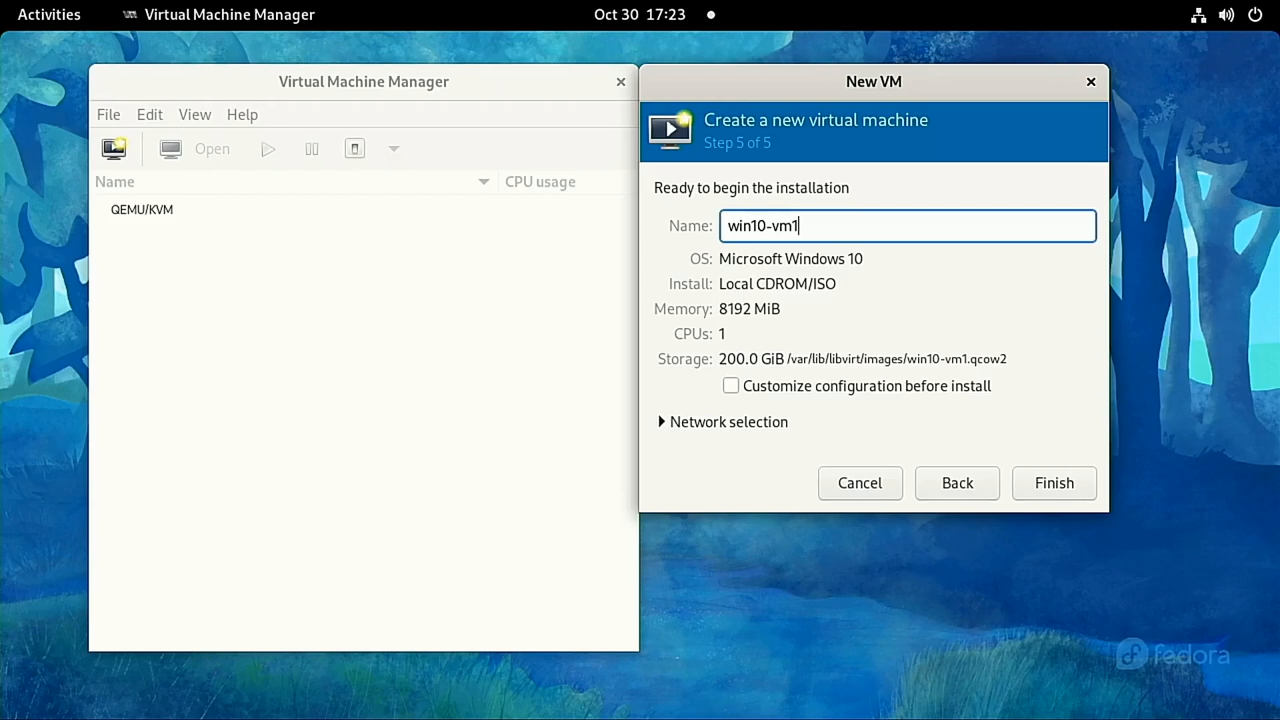 Activities Virtual Machine Manager Oct 30 17:23
Virtual Machine Manager
File Edit View Help
Open
Name CPU usage
QEMU/KVM
New VM
Create a new virtual machine
Step 5 of 5
Ready to begin the installation
Name: win10-vm1
OS: Microsoft Windows 10
Install: Local CDROM/ISO
Memory: 8192 MiB
CPUs: 1
Storage: 200.0 GiB /var/lib/libvirt/images/win10-vm1.qcow2
Customize configuration before install
Network selection
Cancel Back Finish
fedora